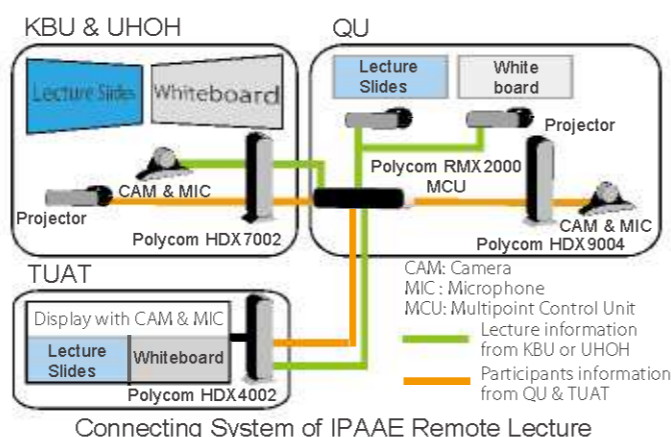 KBU & UHOH
Lecture Slides
Whiteboard
CAM & MIC
Projector
Polycom HDX7002
QU
Lecture
Slides
White
board
Projector
Polycom RMX2000
MCU
CAM & MIC
Polycom HDX9004
TUAT
Display with CAM & MIC
Lecture
Slides
Whiteboard
Polycom HDX4002
CAM: Camera
MIC : Microphone
MCU: Multipoint Control Unit
Lecture information
from KBU or UHOH
Participants information
from QU & TUAT
Connecting System of IPAAE Remote Lecture